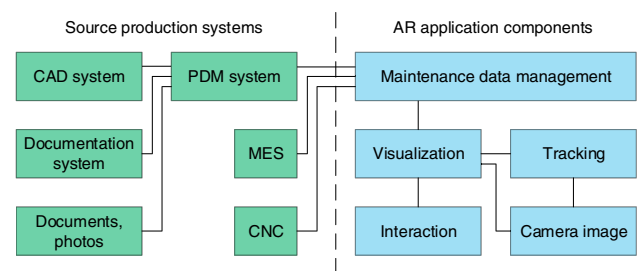 Source production systems
AR application components
CAD system
PDM system
Maintenance data management
Documentation
system
MES
Visualization
Tracking
Documents,
photos
CNC
Interaction
Camera image